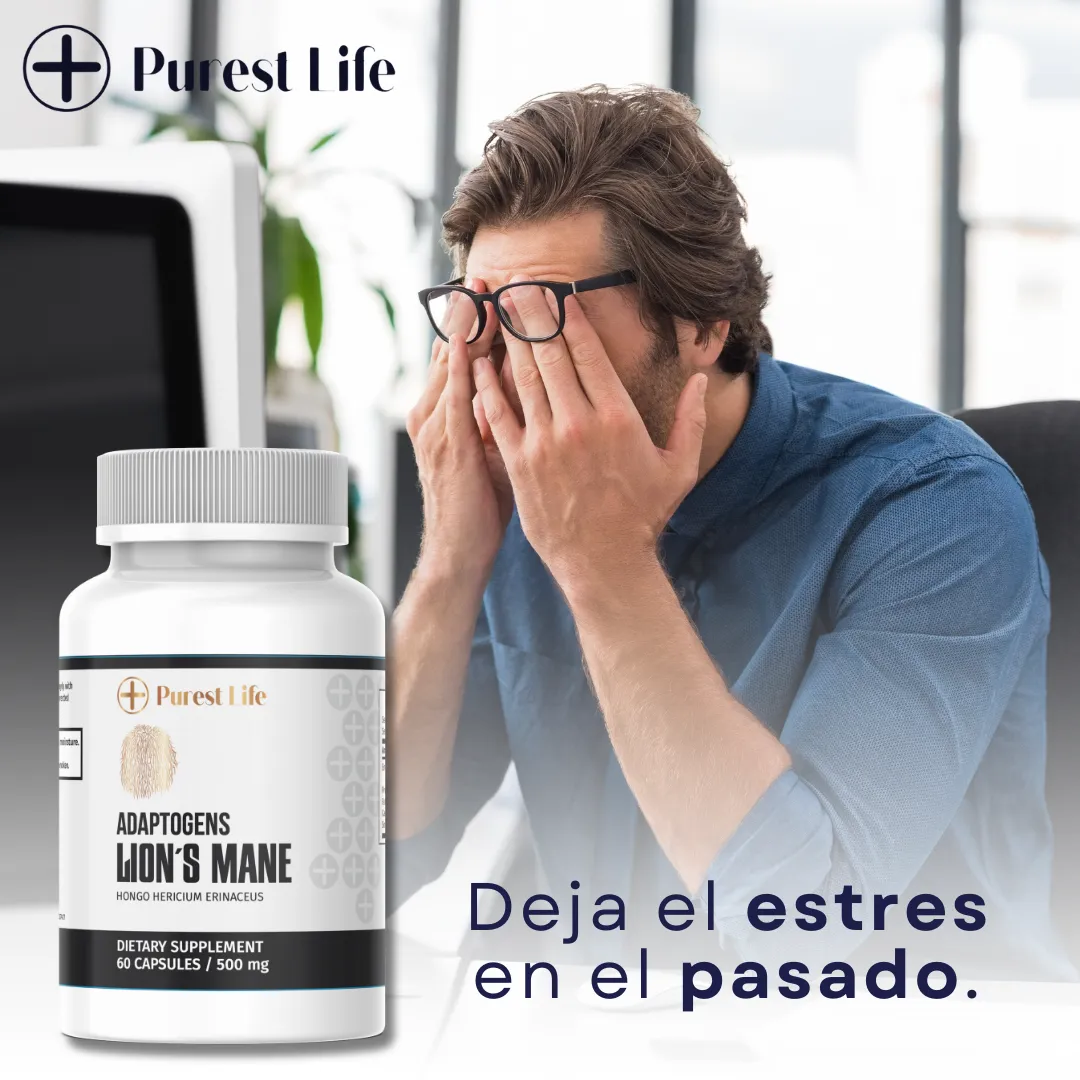 Purest Life
Purest Life
ADAPTOGENS
LION´S MANE
HONGO HERICIUM ERINACEUS
DIETARY SUPPLEMENT
60 CAPSULES / 500 mg
Deja el estres
en el pasado.